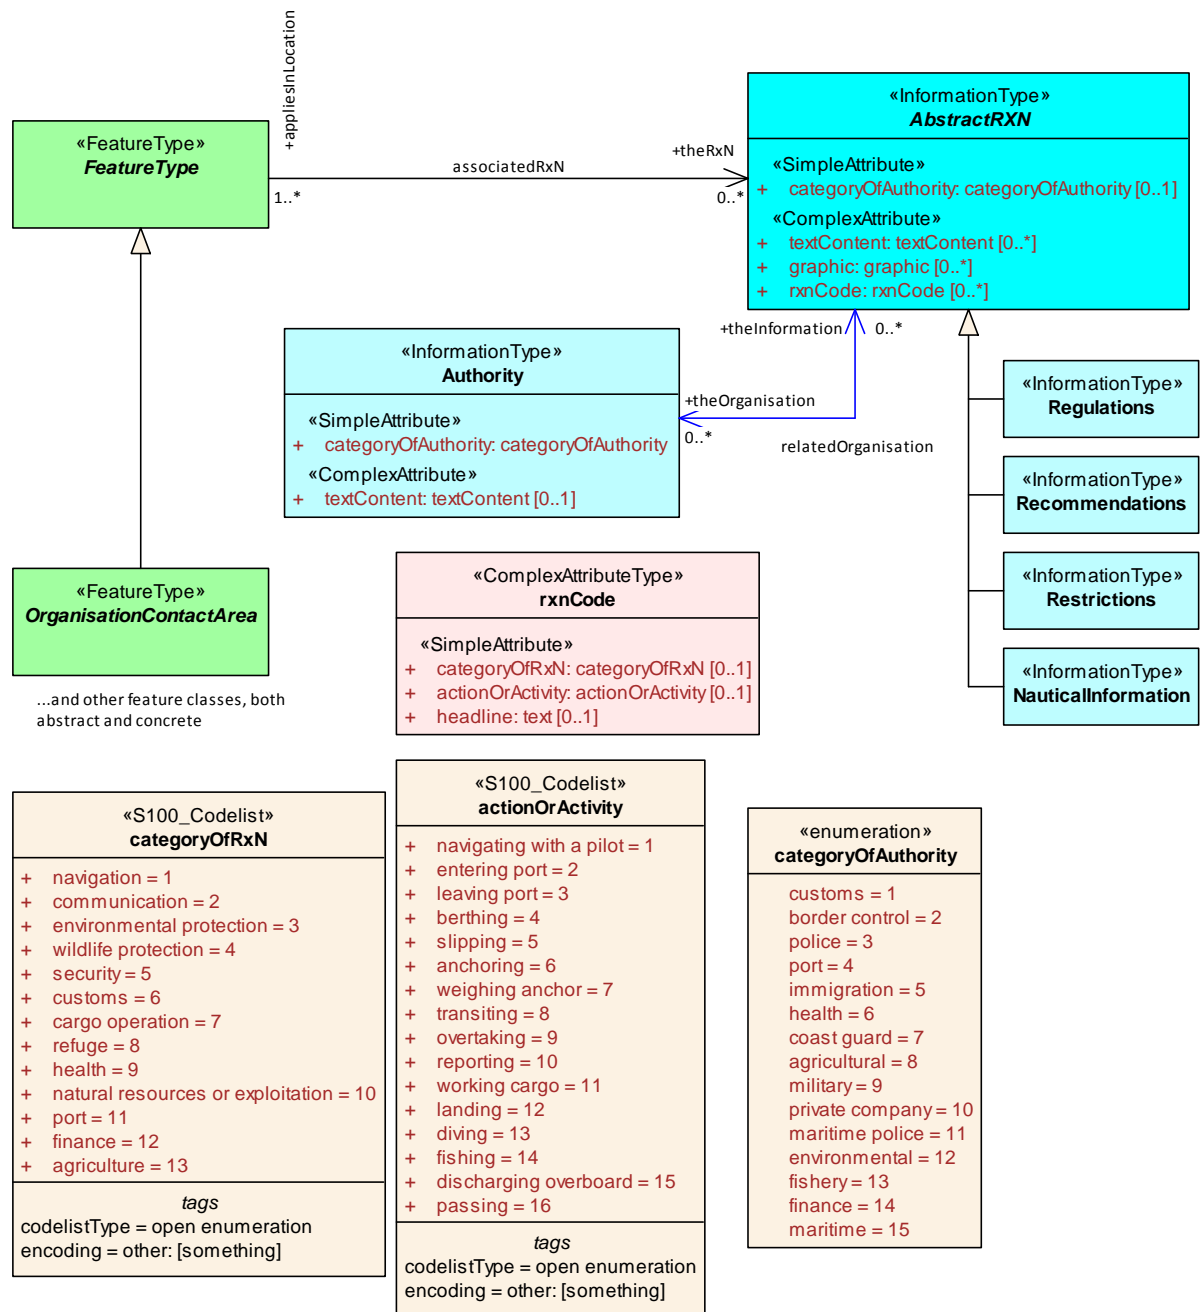 +appliesInLocation
«FeatureType»
FeatureType
1..*
associatedRxN
+theRxN
0..*
«InformationType»
AbstractRXN
«SimpleAttribute»
+ categoryOfAuthority: categoryOfAuthority [0..1]
«ComplexAttribute»
+ textContent: textContent [0..*]
+ graphic: graphic [0..*]
+ rxnCode: rxnCode [0..*]
+theInformation
0..*
«InformationType»
Authority
«SimpleAttribute»
+ categoryOfAuthority: categoryOfAuthority
«ComplexAttribute»
+ textContent: textContent [0..1]
+theOrganisation
0..*
relatedOrganisation
«InformationType»
Regulations
«InformationType»
Recommendations
«InformationType»
Restrictions
«InformationType»
NauticalInformation
«FeatureType»
OrganisationContactArea
...and other feature classes, both
abstract and concrete
«ComplexAttributeType»
rxnCode
«SimpleAttribute»
+ categoryOfRxN: categoryOfRxN [0..1]
+ actionOrActivity: actionOrActivity [0..1]
+ headline: text [0..1]
«S100_Codelist»
categoryOfRxN
+ navigation = 1
+ communication = 2
+ environmental protection = 3
+ wildlife protection = 4
+ security = 5
+ customs = 6
+ cargo operation = 7
+ refuge = 8
+ health = 9
+ natural resources or exploitation = 10
+ port = 11
+ finance = 12
+ agriculture = 13
tags
codelistType = open enumeration
encoding = other: [something]
«S100_Codelist»
actionOrActivity
+ navigating with a pilot = 1
+ entering port = 2
+ leaving port = 3
+ berthing = 4
+ slipping = 5
+ anchoring = 6
+ weighing anchor = 7
+ transiting = 8
+ overtaking = 9
+ reporting = 10
+ working cargo = 11
+ landing = 12
+ diving = 13
+ fishing = 14
+ discharging overboard = 15
+ passing = 16
tags
codelistType = open enumeration
encoding = other: [something]
«enumeration»
categoryOfAuthority
customs = 1
border control = 2
police = 3
port = 4
immigration = 5
health = 6
coast guard = 7
agricultural = 8
military = 9
private company = 10
maritime police = 11
environmental = 12
fishery = 13
finance = 14
maritime = 15